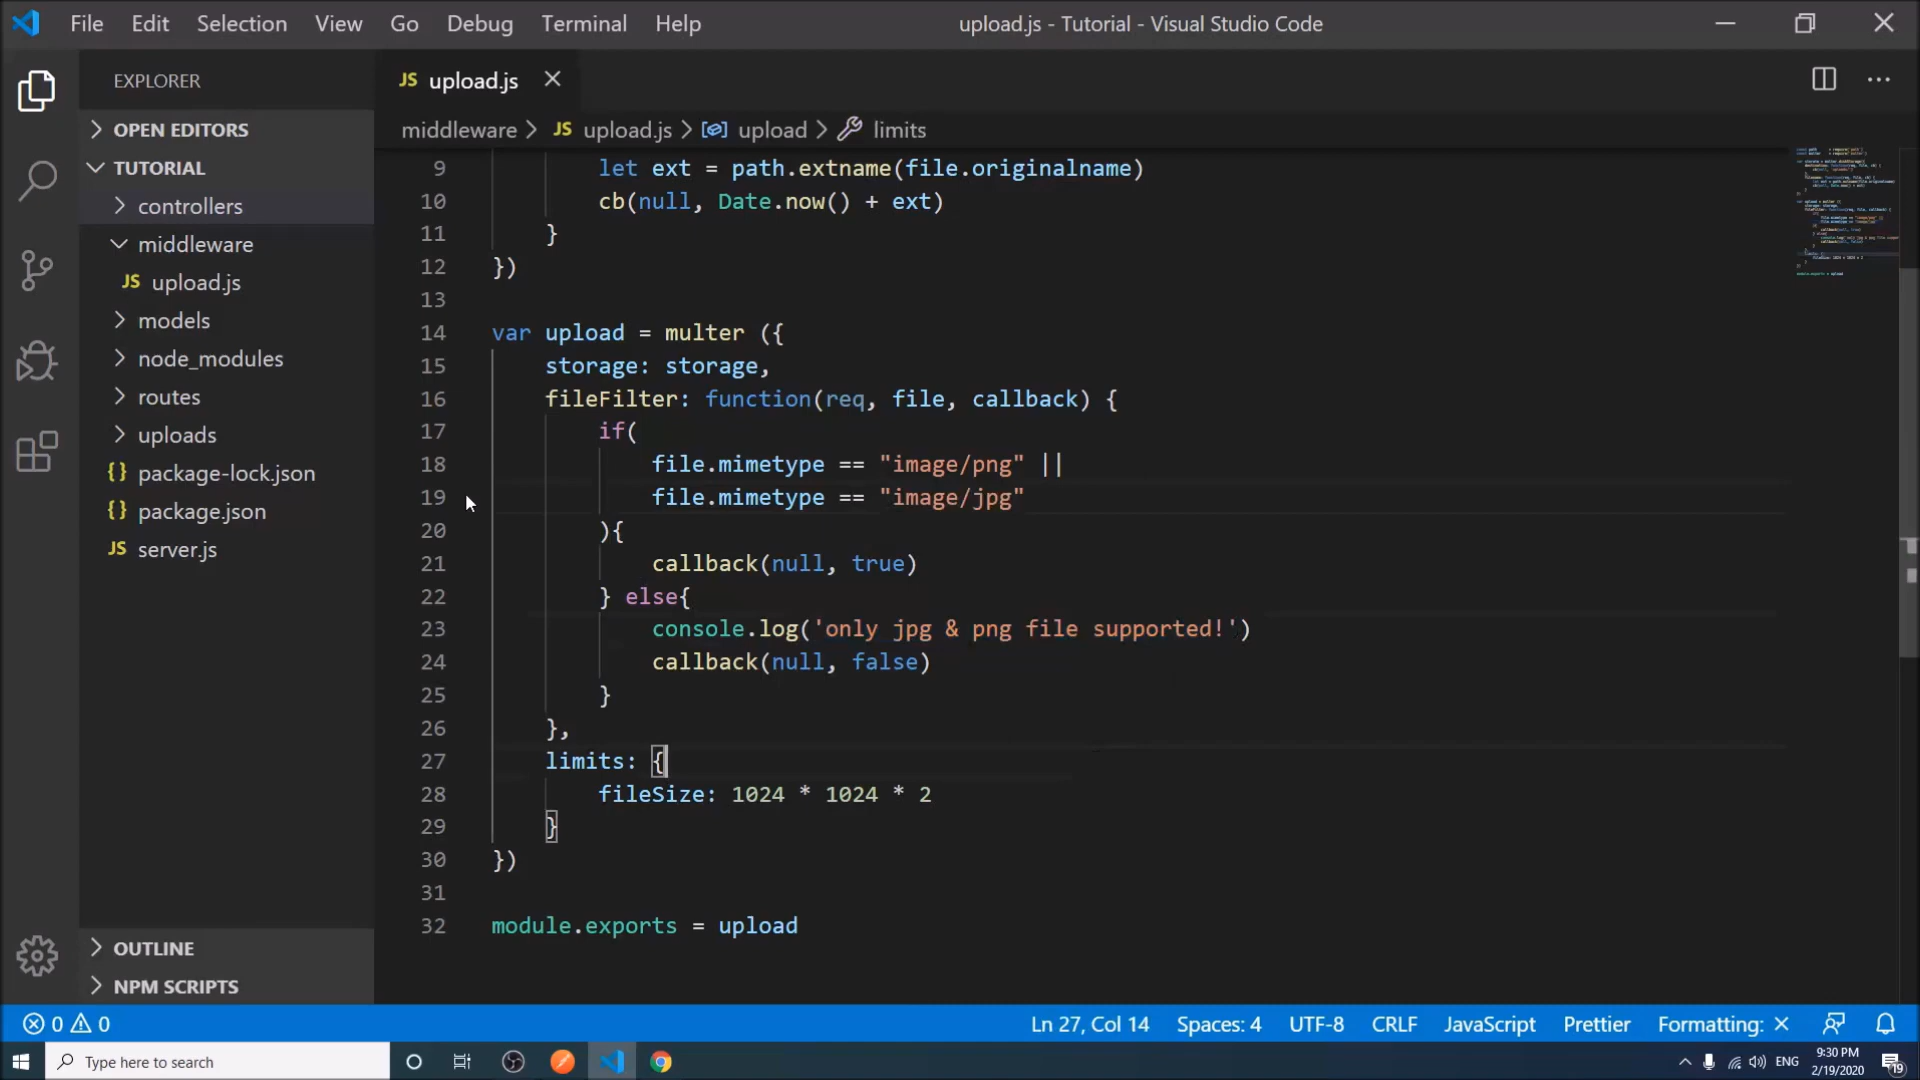 File Edit Selection View Go Debug Terminal Help
upload.js - Tutorial - Visual Studio Code
EXPLORER
OPEN EDITORS
TUTORIAL
controllers
middleware
JS upload.js
models
node_modules
routes
uploads
{} package-lock.json
{} package.json
JS server.js
OUTLINE
NPM SCRIPTS
JS upload.js
middleware > JS upload.js > upload > limits
9 let ext = path.extname(file.originalname)
10 cb(null, Date.now() + ext)
11 }
12 })
13
14 var upload = multer ({
15 storage: storage,
16 fileFilter: function(req, file, callback) {
17 if(
18 file.mimetype == "image/png" ||
19 file.mimetype == "image/jpg"
20 ){
21 callback(null, true)
22 } else{
23 console.log('only jpg & png file supported!')
24 callback(null, false)
25 }
26 },
27 limits: {
28 fileSize: 1024 * 1024 * 2
29 }
30 })
31
32 module.exports = upload
0 0
Ln 27, Col 14 Spaces: 4 UTF-8 CRLF JavaScript Prettier Formatting: ×
Type here to search
ENG
9:30 PM
2/19/2020
19